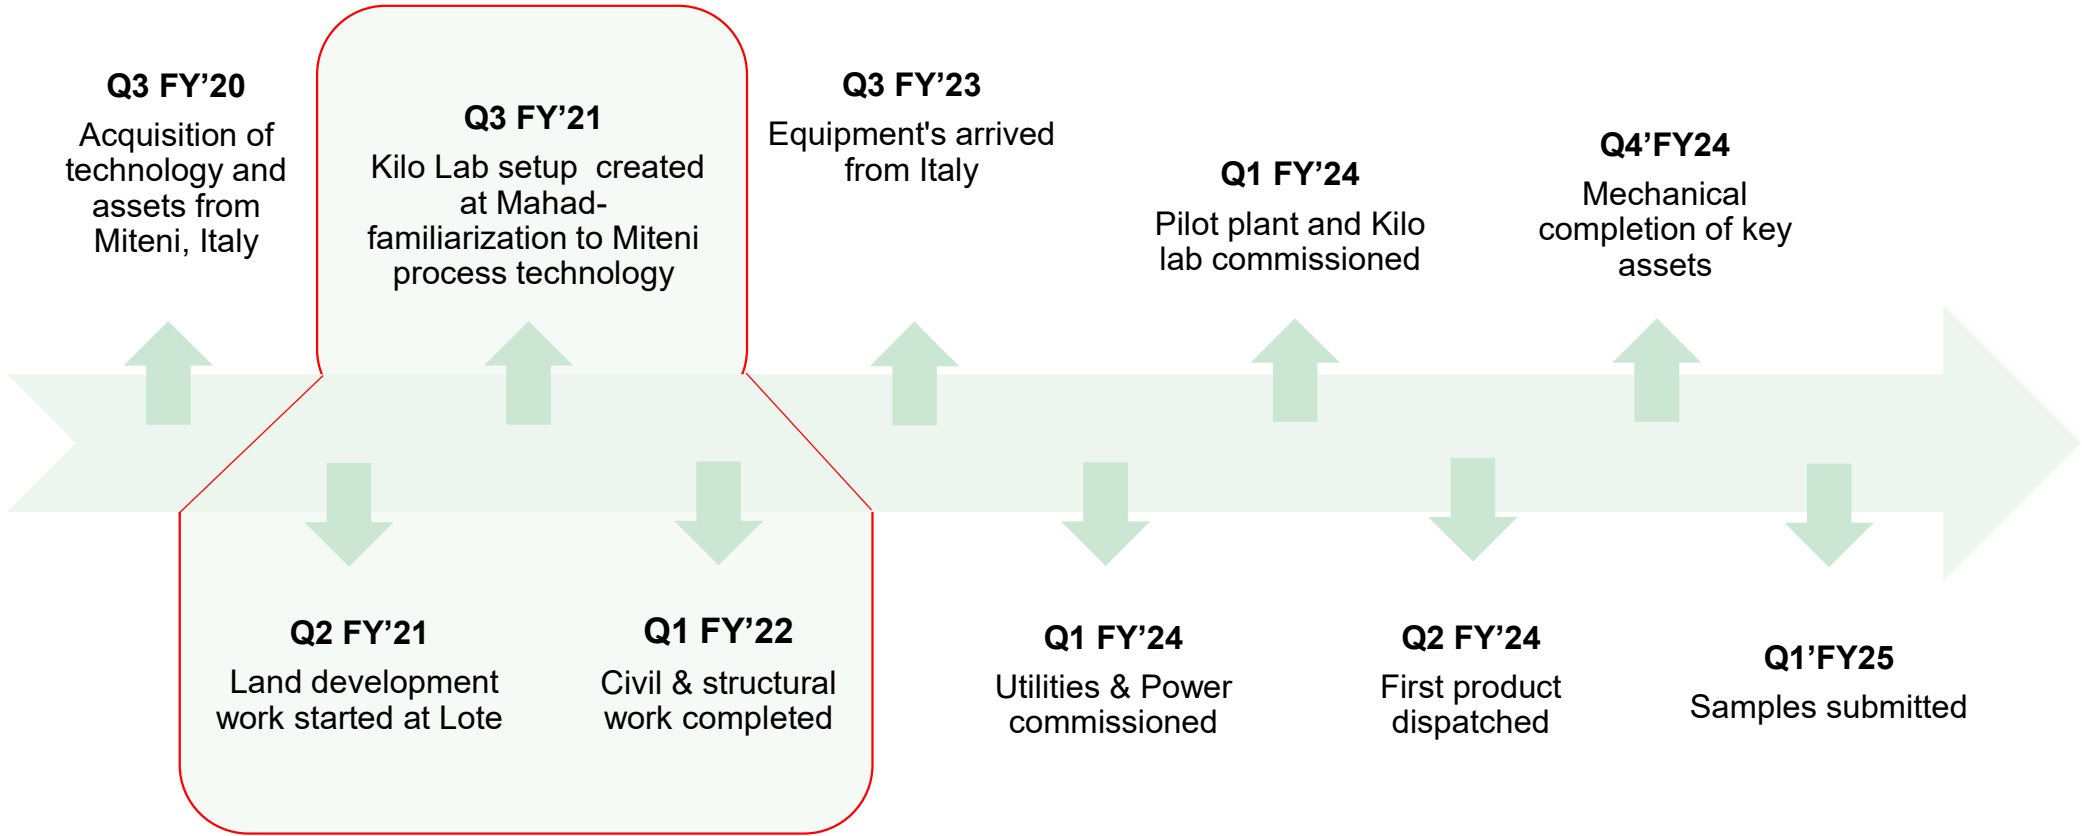 Q3 FY’20
Acquisition of
technology and
assets from
Miteni, Italy
Q3 FY’21
Kilo Lab setup created
at Mahad-
familiarization to Miteni
process technology
Q3 FY’23
Equipment's arrived
from Italy
Q1 FY’24
Pilot plant and Kilo
lab commissioned
Q4’FY24
Mechanical
completion of key
assets
Q2 FY’21
Land development
work started at Lote
Q1 FY’22
Civil & structural
work completed
Q1 FY’24
Utilities & Power
commissioned
Q2 FY’24
First product
dispatched
Q1’FY25
Samples submitted